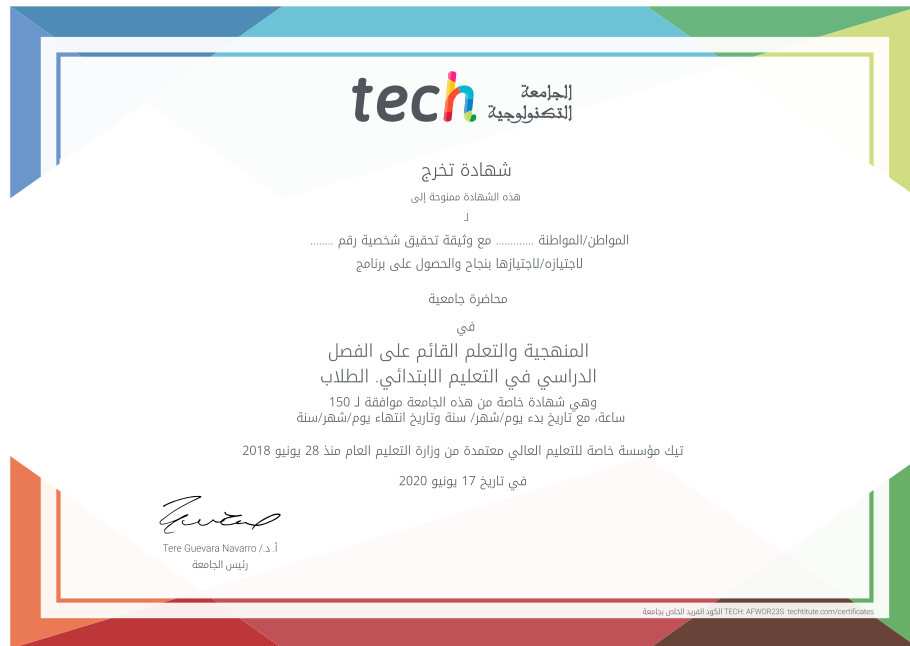 tech الجامعة
التكنولوجية
شهادة تخرج
هذه الشهادة ممنوحة إلى
لـ
المواطن/المواطنة ............. مع وثيقة تحقيق شخصية رقم ........
لاجتيازه/لاجتيازها بنجاح والحصول على برنامج
محاضرة جامعية
في
المنهجية والتعلم القائم على الفصل
الدراسي في التعليم الابتدائي. الطلاب
وهي شهادة خاصة من هذه الجامعة موافقة لـ 150
ساعة، مع تاريخ بدء يوم/شهر/ سنة وتاريخ انتهاء يوم/شهر/سنة
تيك مؤسسة خاصة للتعليم العالي معتمدة من وزارة التعليم العام منذ 28 يونيو 2018
في تاريخ 17 يونيو 2020
أ. د./ Tere Guevara Navarro
رئيس الجامعة
الكود الفريد الخاص بجامعة TECH: AFWOR23S techtitute.com/certificates